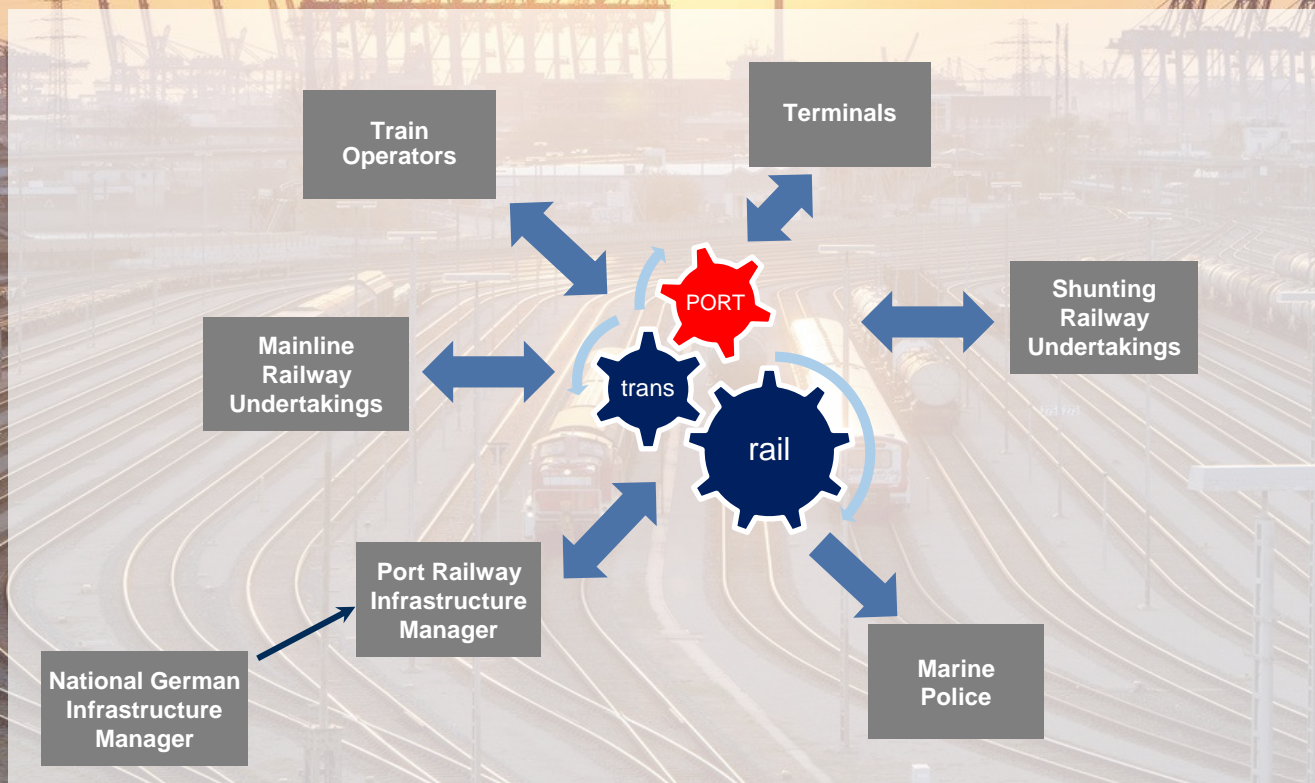 Terminals
Train
Operators
Shunting
Railway
Undertakings
PORT
Mainline
Railway
Undertakings
trans
rail
Port Railway
Infrastructure
Manager
National German
Infrastructure
Manager
Marine
Police